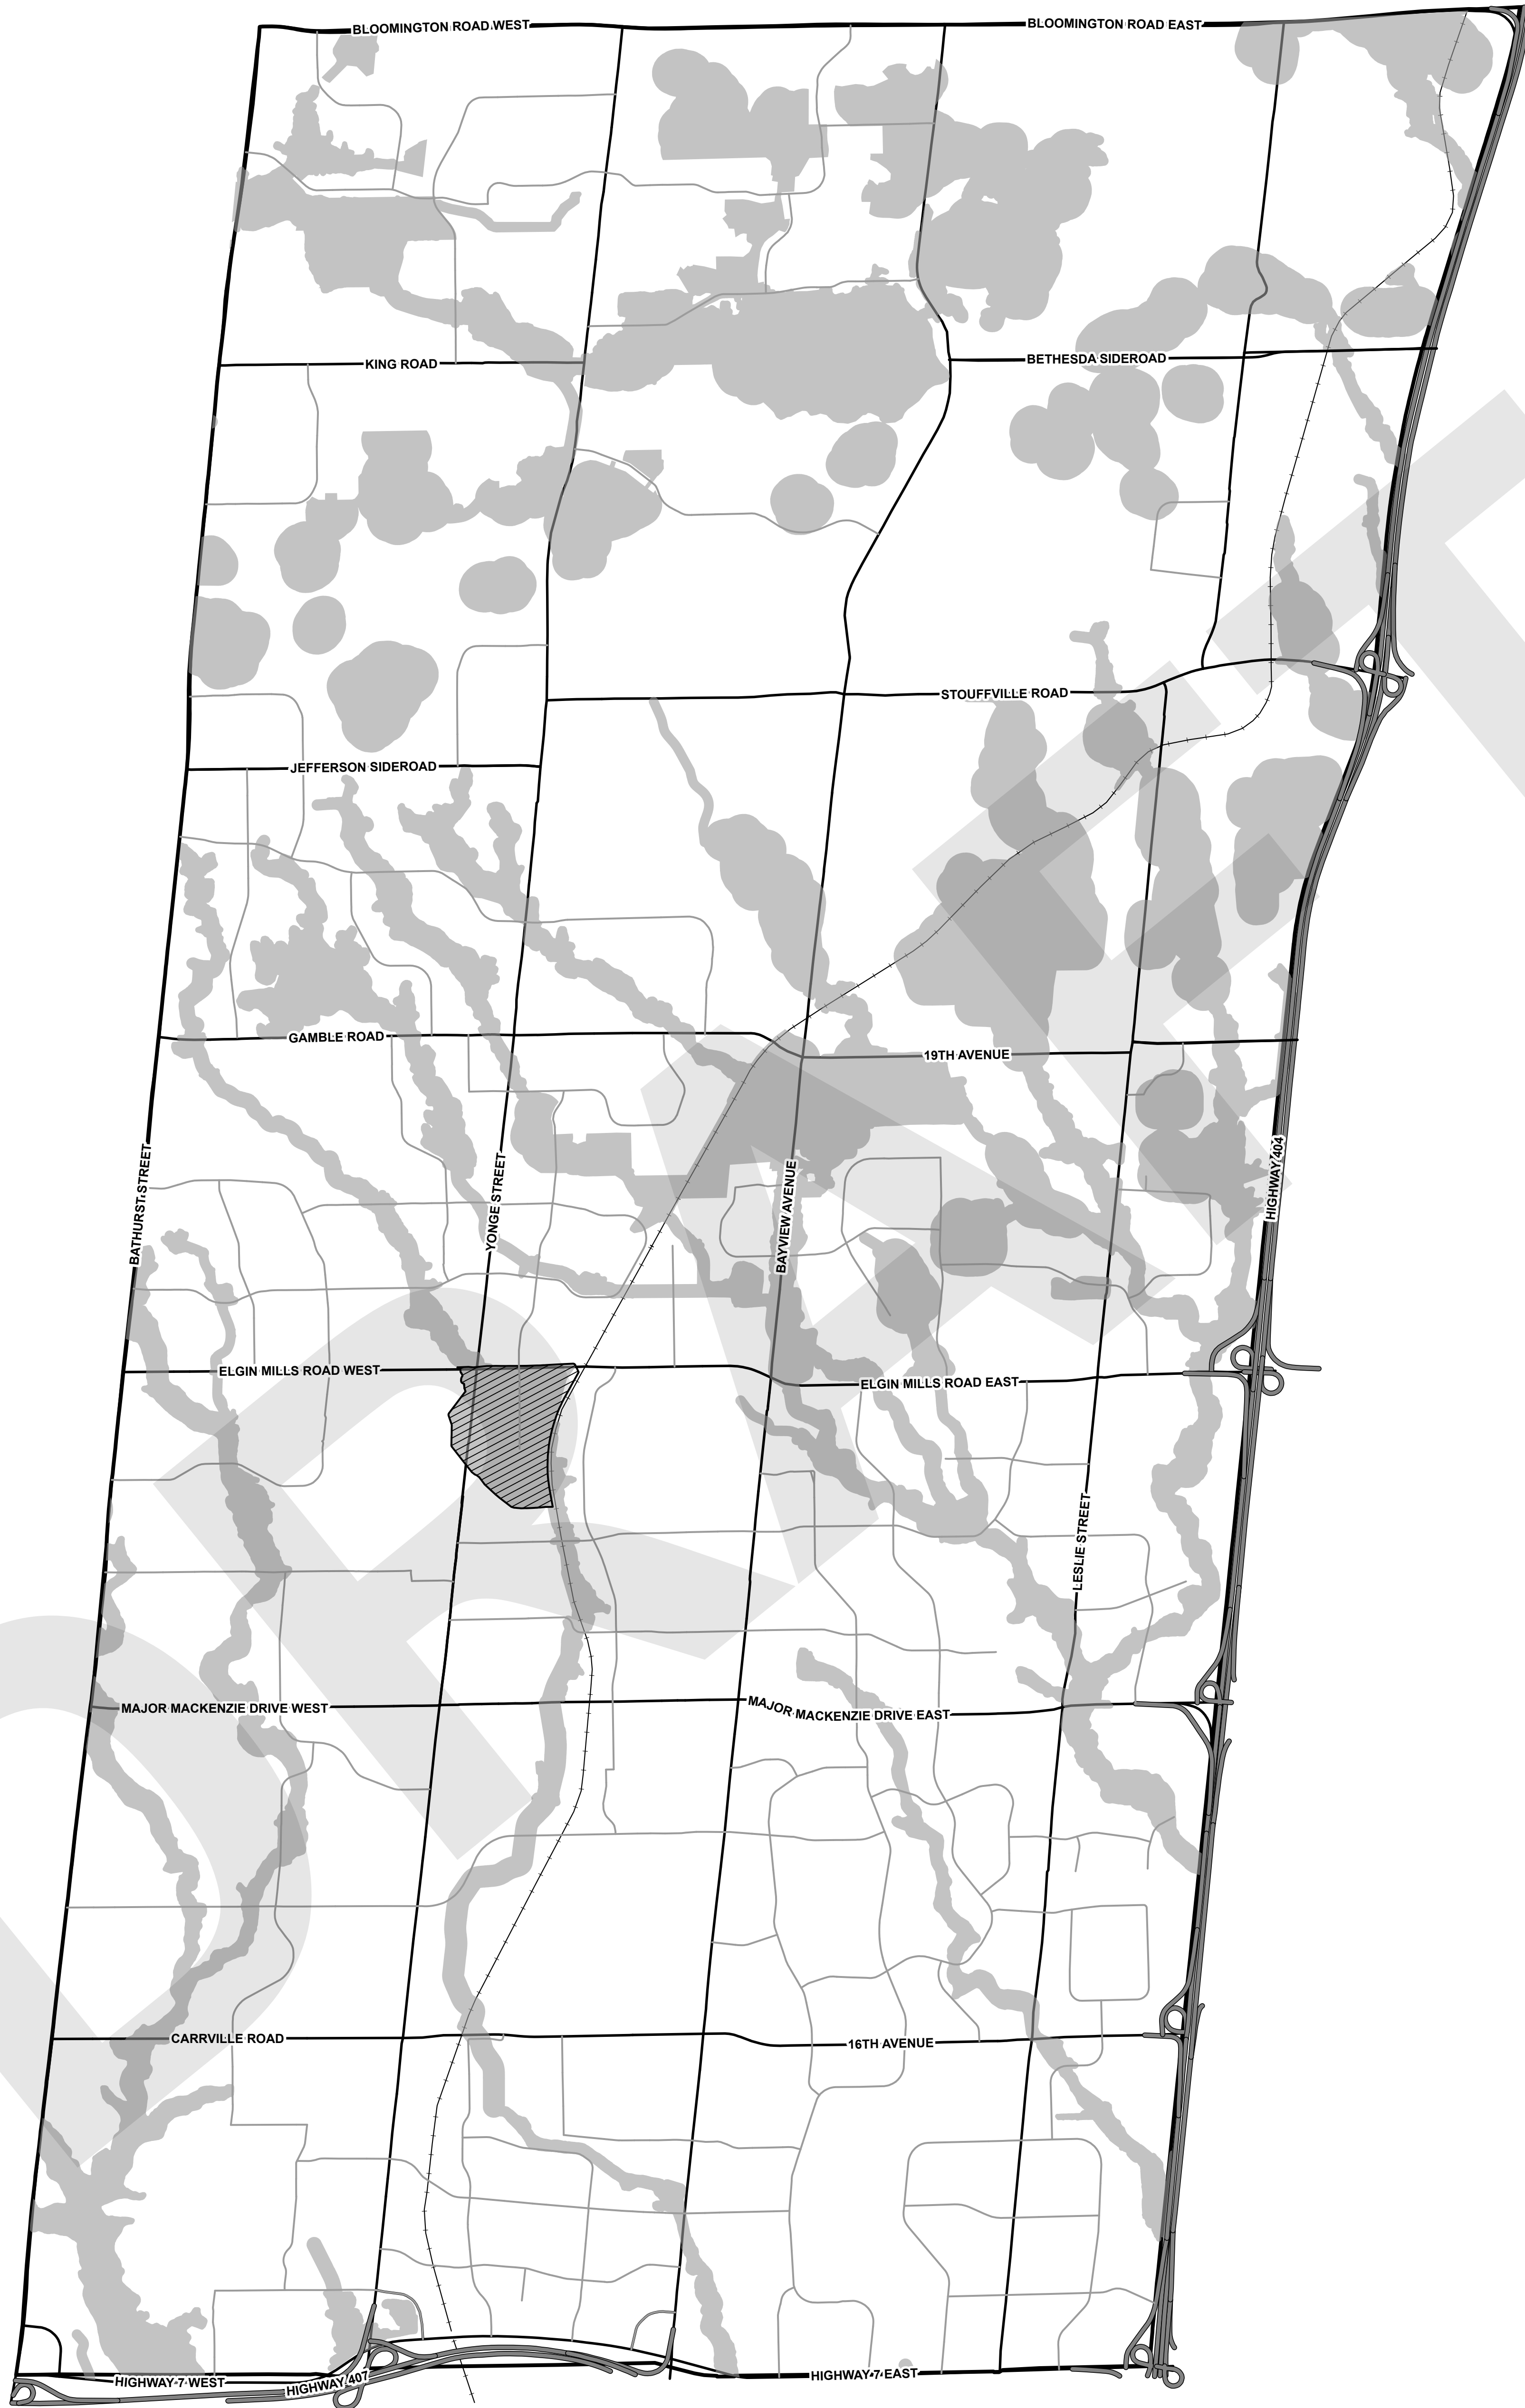 BLOOMINGTON ROAD WEST
BLOOMINGTON ROAD EAST
KING ROAD
BETHESDA SIDEROAD
STOUFFVILLE ROAD
JEFFERSON SIDEROAD
GAMBLE ROAD
19TH AVENUE
BATHURST STREET
YONGE STREET
BAYVIEW AVENUE
HIGHWAY 404
ELGIN MILLS ROAD WEST
ELGIN MILLS ROAD EAST
LESLIE STREET
MAJOR MACKENZIE DRIVE WEST
MAJOR MACKENZIE DRIVE EAST
CARRVILLE ROAD
16TH AVENUE
HIGHWAY 7 WEST
HIGHWAY 407
HIGHWAY 7 EAST
DRAFT